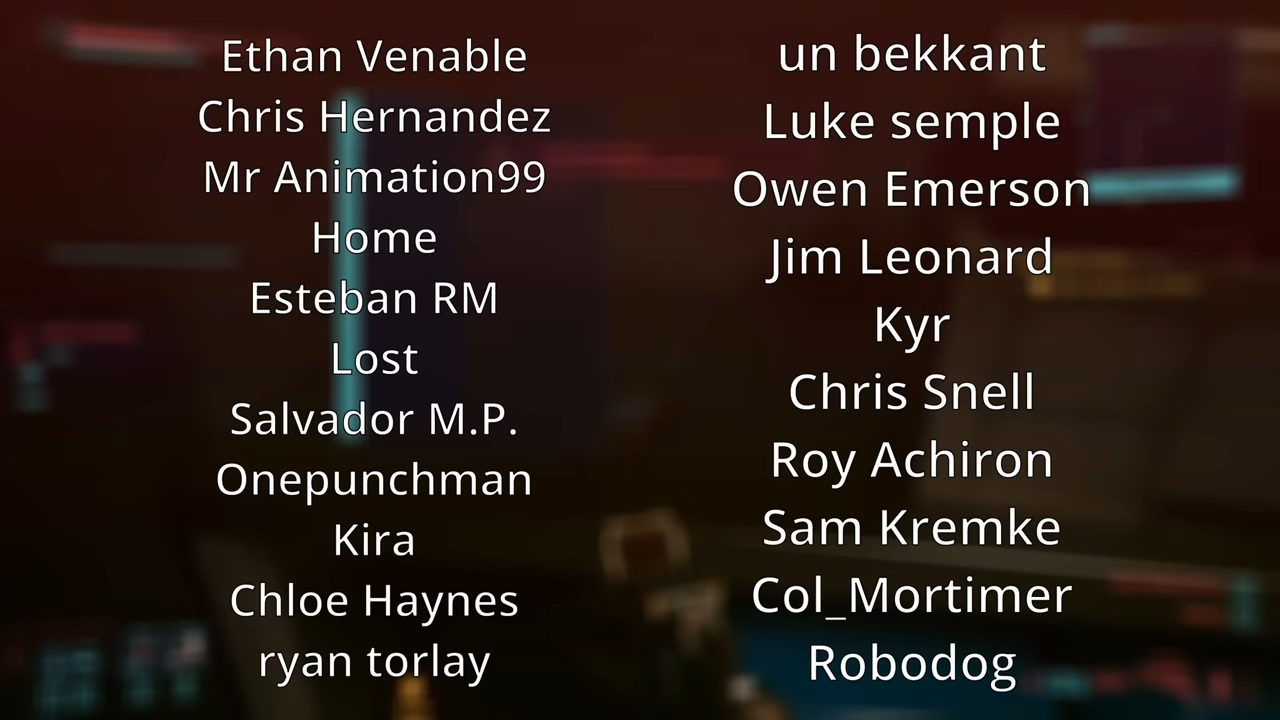 Ethan Venable
Chris Hernandez
Mr Animation99
Home
Esteban RM
Lost
Salvador M.P.
Onepunchman
Kira
Chloe Haynes
ryan torlay
un bekkant
Luke semple
Owen Emerson
Jim Leonard
Kyr
Chris Snell
Roy Achiron
Sam Kremke
Col_Mortimer
Robodog